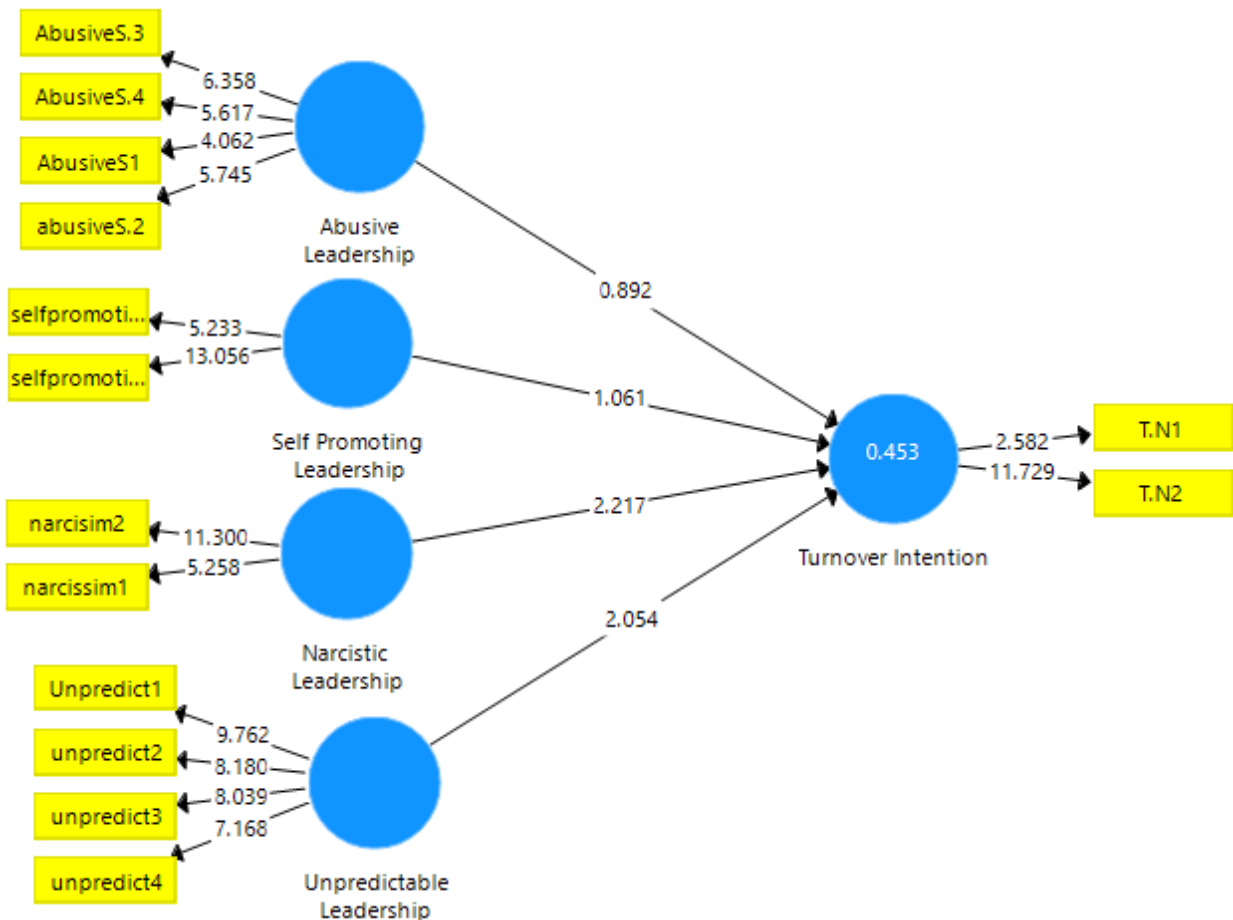 AbusiveS.3
6.358
AbusiveS.4
5.617
AbusiveS1
4.062
abusiveS.2
5.745
Abusive
Leadership
0.892
selfpromoti...
5.233
selfpromoti...
13.056
Self Promoting
Leadership
1.061
narcisim2
11.300
narcissim1
5.258
Narcistic
Leadership
2.217
Unpredict1
9.762
unpredict2
8.180
unpredict3
8.039
unpredict4
7.168
Unpredictable
Leadership
2.054
0.453
Turnover Intention
T.N1
2.582
T.N2
11.729